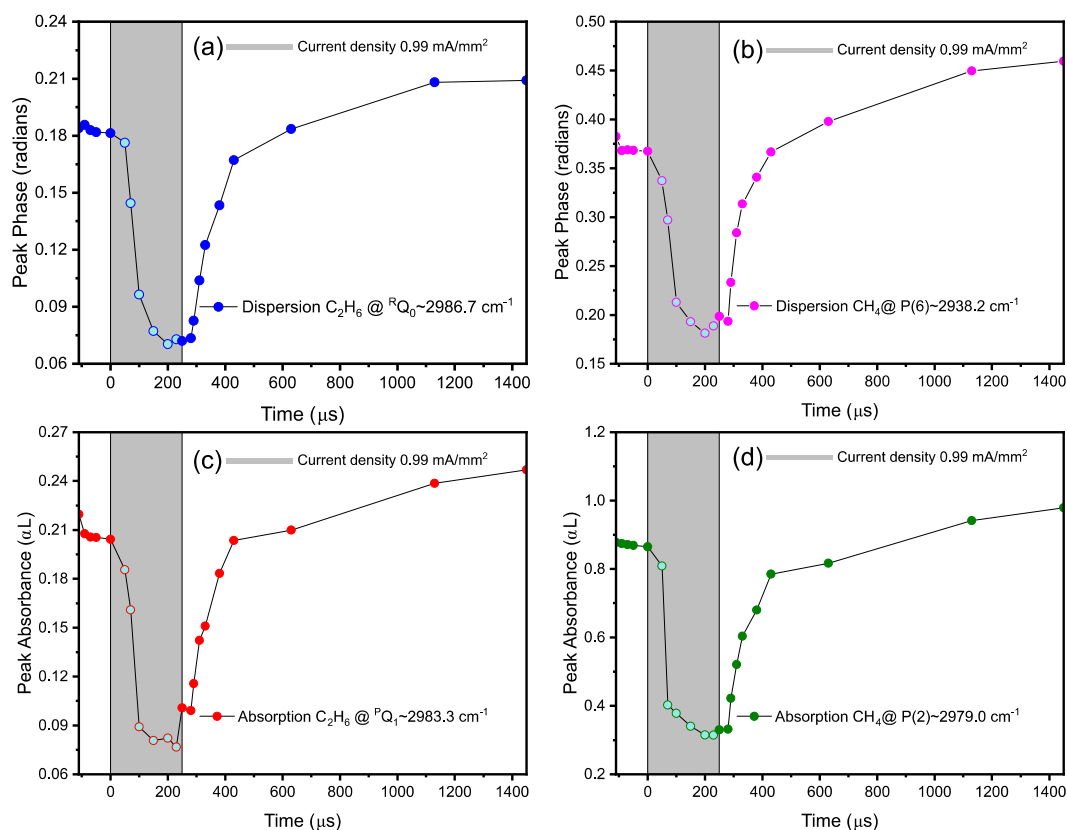 (a)
Current density 0.99 mA/mm²
Peak Phase (radians)
0.24
0.21
0.18
0.15
0.12
0.09
0.06
Dispersion C₂H₆ @ ᴿQ₀~2986.7 cm⁻¹
0 200 400 600 800 1000 1200 1400
Time (μs)
(b)
Current density 0.99 mA/mm²
Peak Phase (radians)
0.50
0.45
0.40
0.35
0.30
0.25
0.20
0.15
Dispersion CH₄@ P(6)~2938.2 cm⁻¹
0 200 400 600 800 1000 1200 1400
Time (μs)
(c)
Current density 0.99 mA/mm²
Peak Absorbance (αL)
0.27
0.24
0.21
0.18
0.15
0.12
0.09
0.06
Absorption C₂H₆ @ ᴾQ₁~2983.3 cm⁻¹
0 200 400 600 800 1000 1200 1400
Time (μs)
(d)
Current density 0.99 mA/mm²
Peak Absorbance (αL)
1.2
1.0
0.8
0.6
0.4
0.2
Absorption CH₄@ P(2)~2979.0 cm⁻¹
0 200 400 600 800 1000 1200 1400
Time (μs)